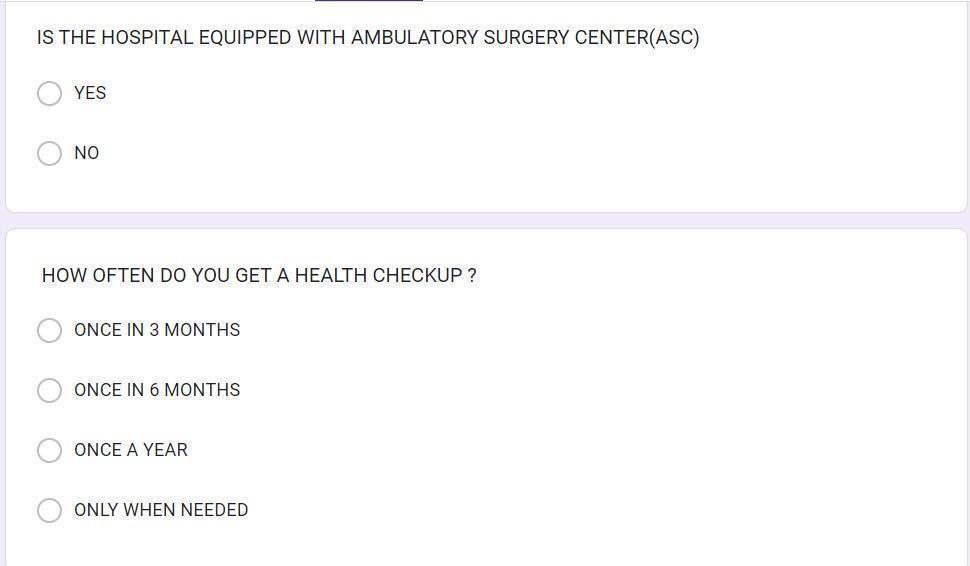 IS THE HOSPITAL EQUIPPED WITH AMBULATORY SURGERY CENTER(ASC)
YES
NO
HOW OFTEN DO YOU GET A HEALTH CHECKUP ?
ONCE IN 3 MONTHS
ONCE IN 6 MONTHS
ONCE A YEAR
ONLY WHEN NEEDED